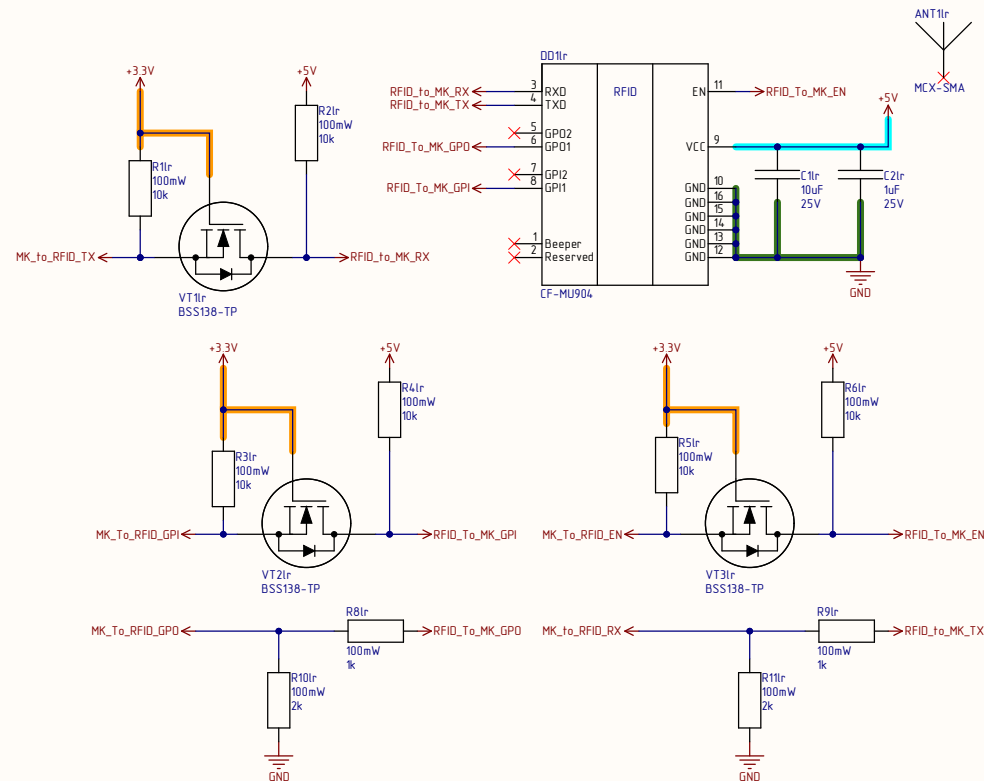 ANT1lr
MCX-SMA
+3.3V
R1lr
100mW
10k
+5V
R2lr
100mW
10k
MK_to_RFID_TX
RFID_to_MK_RX
VT1lr
BSS138-TP
DD1lr
RFID
RFID_to_MK_RX
3
RXD
RFID_to_MK_TX
4
TXD
5
GPO2
RFID_To_MK_GPO
6
GPO1
7
GPI2
RFID_To_MK_GPI
8
GPI1
1
Beeper
2
Reserved
EN
11
RFID_To_MK_EN
VCC
9
GND
10
GND
16
GND
15
GND
14
GND
13
GND
12
CF-MU904
+5V
C1lr
10uF
25V
C2lr
1uF
25V
GND
+3.3V
R3lr
100mW
10k
+5V
R4lr
100mW
10k
MK_To_RFID_GPI
RFID_To_MK_GPI
VT2lr
BSS138-TP
+3.3V
R5lr
100mW
10k
+5V
R6lr
100mW
10k
MK_To_RFID_EN
RFID_To_MK_EN
VT3lr
BSS138-TP
MK_To_RFID_GPO
R8lr
100mW
1k
RFID_To_MK_GPO
R10lr
100mW
2k
GND
MK_to_RFID_RX
R9lr
100mW
1k
RFID_to_MK_TX
R11lr
100mW
2k
GND